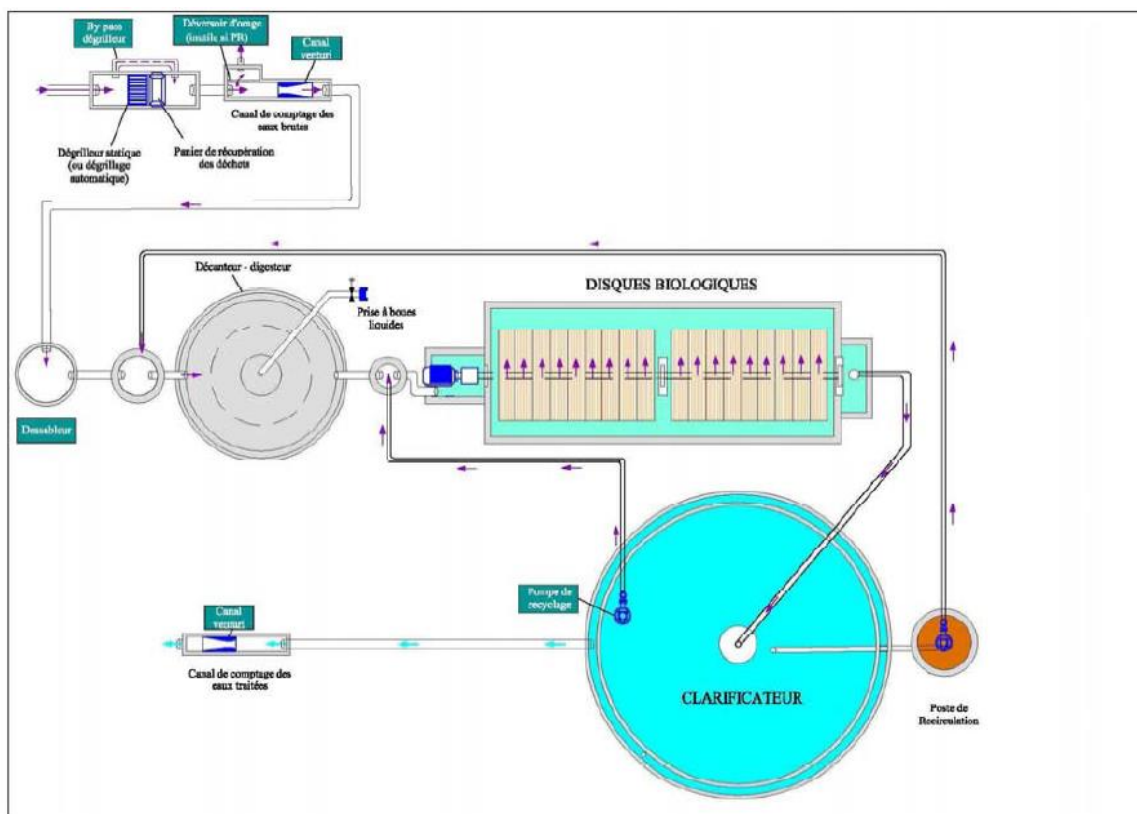 By pass
dégrilleur
Déversoir d'orage
(inutile si PR)
Canal
venturi
Canal de comptage des
eaux brutes
Dégrilleur statique
(ou dégrillage
automatique)
Panier de récupération
des déchets
Décanteur - digesteur
Prise à boues
liquides
DISQUES BIOLOGIQUES
Dessableur
Pompe de
recyclage
Canal
venturi
Canal de comptage des
eaux traitées
CLARIFICATEUR
Poste de
Recirculation